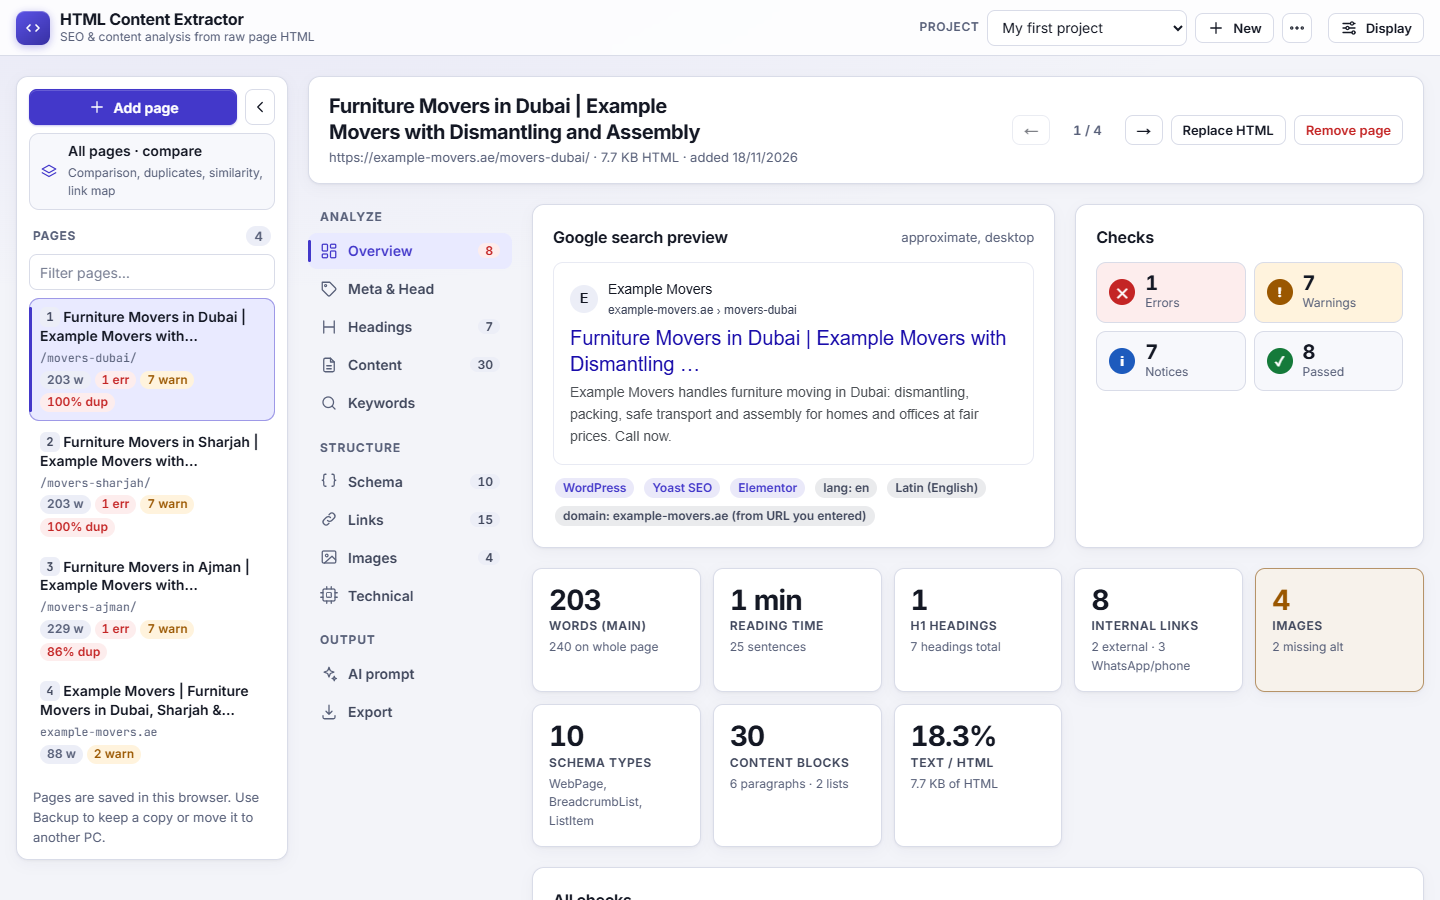 HTML Content Extractor
SEO & content analysis from raw page HTML
PROJECT
My first project
New
Display
Add page
All pages · compare
Comparison, duplicates, similarity,
link map
PAGES
4
Filter pages...
1 Furniture Movers in Dubai |
Example Movers with...
/movers-dubai/
203 w 1 err 7 warn
100% dup
2 Furniture Movers in Sharjah |
Example Movers with...
/movers-sharjah/
203 w 1 err 7 warn
100% dup
3 Furniture Movers in Ajman |
Example Movers with...
/movers-ajman/
229 w 1 err 7 warn
86% dup
4 Example Movers | Furniture
Movers in Dubai, Sharjah &...
example-movers.ae
88 w 2 warn
Pages are saved in this browser. Use
Backup to keep a copy or move it to
another PC.
Furniture Movers in Dubai | Example
Movers with Dismantling and Assembly
https://example-movers.ae/movers-dubai/ · 7.7 KB HTML · added 18/11/2026
← 1 / 4 → Replace HTML Remove page
ANALYZE
Overview 8
Meta & Head
Headings 7
Content 30
Keywords
STRUCTURE
Schema 10
Links 15
Images 4
Technical
OUTPUT
AI prompt
Export
Google search preview
approximate, desktop
E
Example Movers
example-movers.ae › movers-dubai
Furniture Movers in Dubai | Example Movers with
Dismantling ...
Example Movers handles furniture moving in Dubai: dismantling,
packing, safe transport and assembly for homes and offices at fair
prices. Call now.
WordPress Yoast SEO Elementor lang: en Latin (English)
domain: example-movers.ae (from URL you entered)
Checks
1
Errors
7
Warnings
7
Notices
8
Passed
203
WORDS (MAIN)
240 on whole page
1 min
READING TIME
25 sentences
1
H1 HEADINGS
7 headings total
8
INTERNAL LINKS
2 external · 3
WhatsApp/phone
4
IMAGES
2 missing alt
10
SCHEMA TYPES
WebPage,
BreadcrumbList,
ListItem
30
CONTENT BLOCKS
6 paragraphs · 2 lists
18.3%
TEXT / HTML
7.7 KB of HTML
All checks